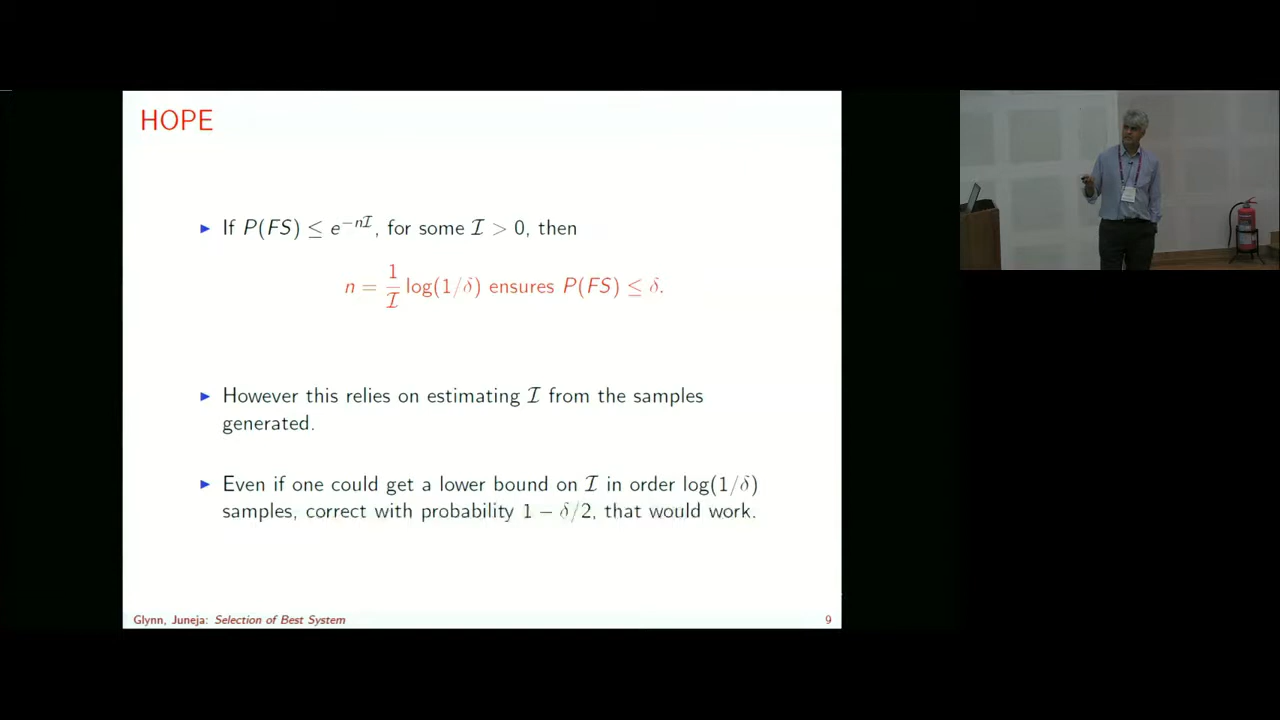 HOPE
If P(FS) ≤ e^{−nℐ}, for some ℐ > 0, then
n = \frac{1}{ℐ} log(1/δ) ensures P(FS) ≤ δ.
However this relies on estimating ℐ from the samples
generated.
Even if one could get a lower bound on ℐ in order log(1/δ)
samples, correct with probability 1 − δ/2, that would work.
Glynn, Juneja: Selection of Best System 9